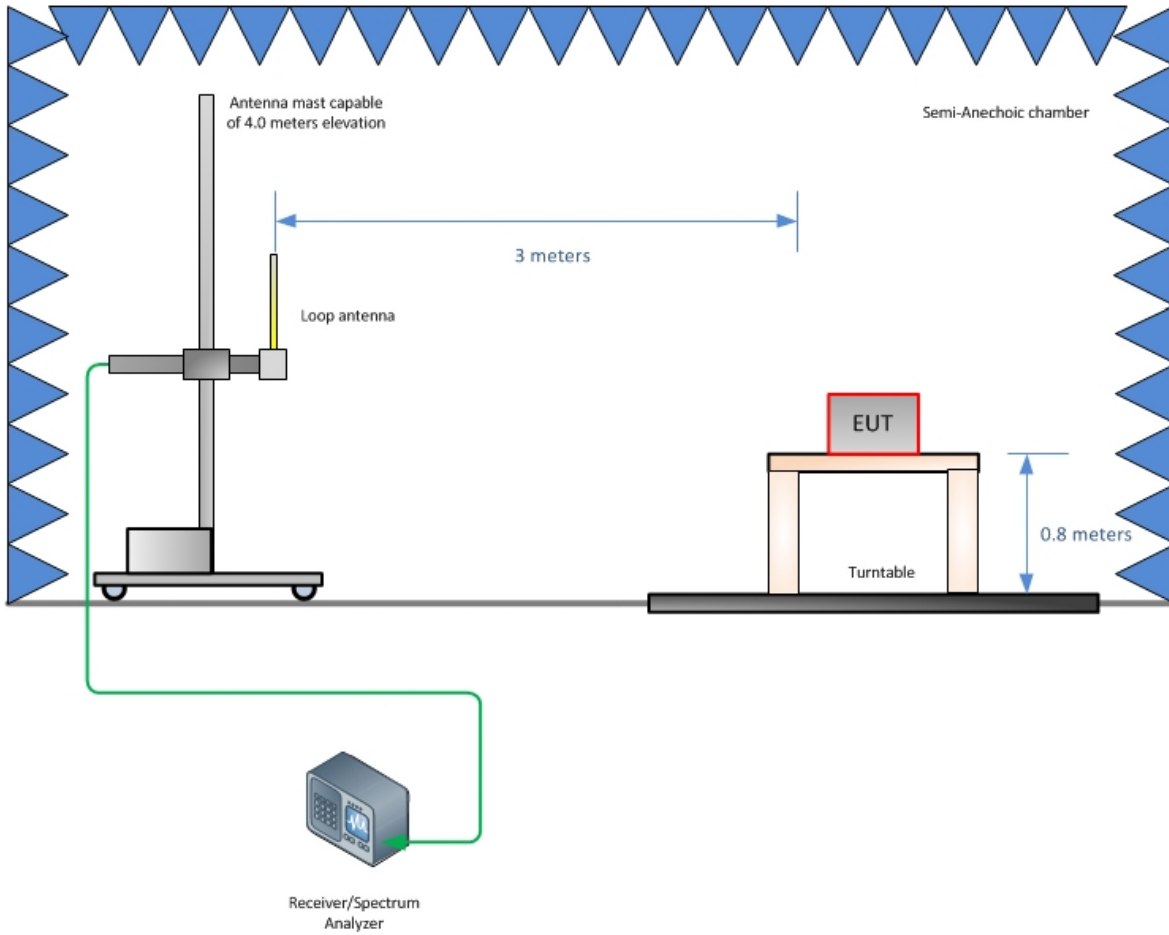 Antenna mast capable
of 4.0 meters elevation
Semi-Anechoic chamber
3 meters
Loop antenna
EUT
0.8 meters
Turntable
Receiver/Spectrum
Analyzer